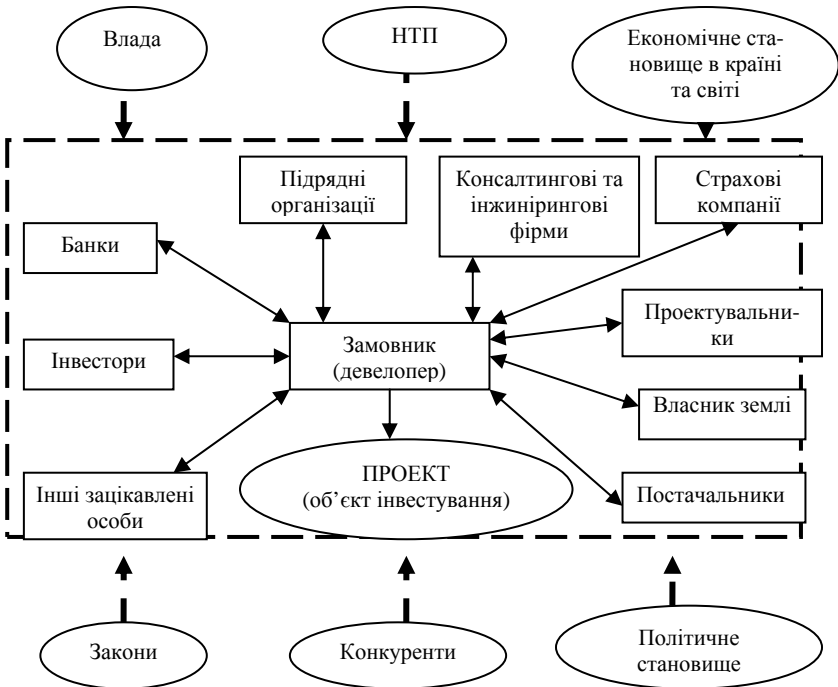 Влада
НТП
Економічне ста-
новище в країні
та світі
Підрядні
організації
Консалтингові та
інжинірингові
фірми
Страхові
компанії
Банки
Проектувальни-
ки
Інвестори
Замовник
(девелопер)
Власник землі
Інші зацікавлені
особи
ПРОЕКТ
(об’єкт інвестування)
Постачальники
Закони
Конкуренти
Політичне
становище